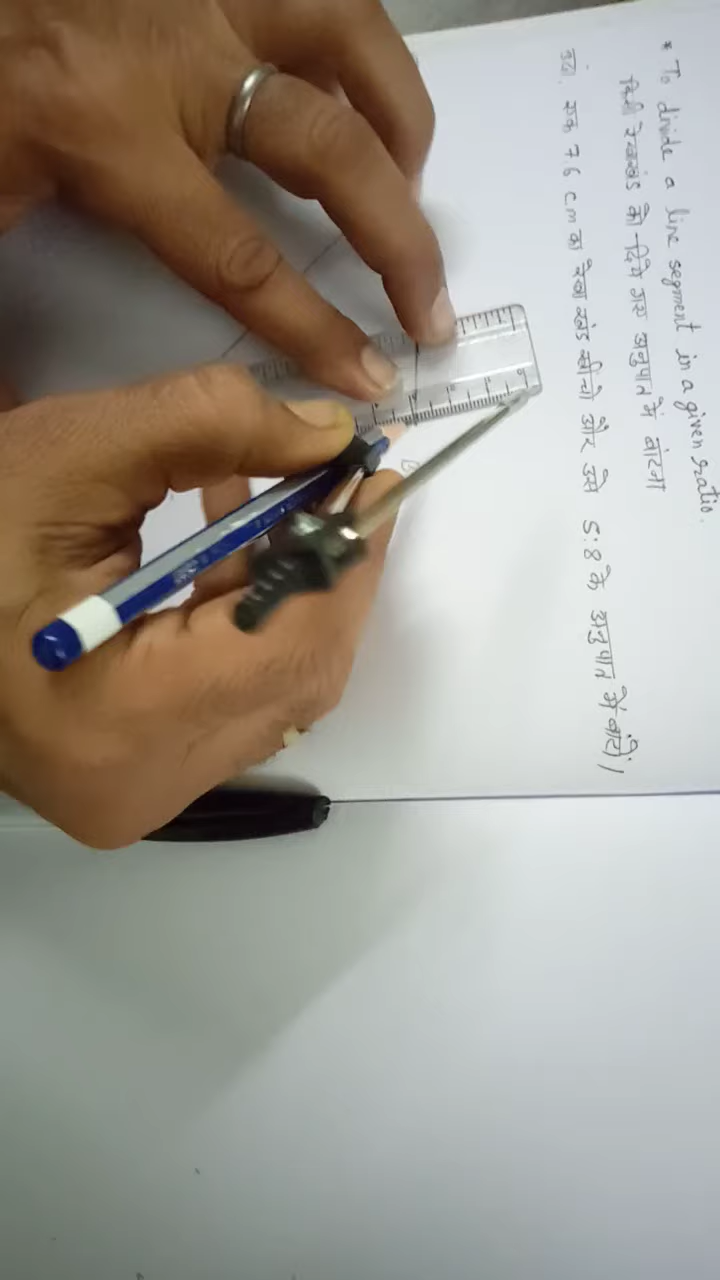 * To divide a line segment in a given ratio.
किसी रेखाखंड को दिये गए अनुपात में बांटना
उदा. एक 7.6 cm का रेखा खंड खींचो और उसे 5:8 के अनुपात में बांटो।
B